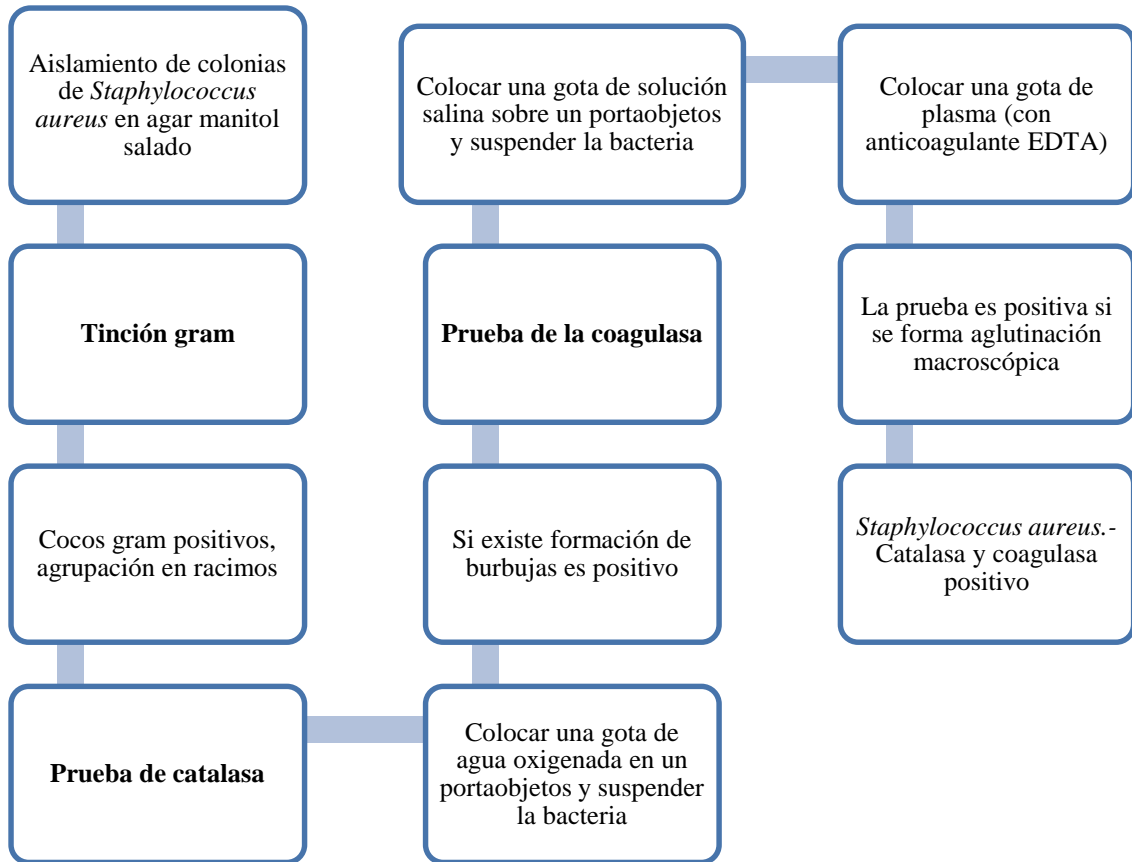 Aislamiento de colonias
de Staphylococcus
aureus en agar manitol
salado
Tinción gram
Cocos gram positivos,
agrupación en racimos
Prueba de catalasa
Colocar una gota de
agua oxigenada en un
portaobjetos y suspender
la bacteria
Si existe formación de
burbujas es positivo
Prueba de la coagulasa
Colocar una gota de solución
salina sobre un portaobjetos
y suspender la bacteria
Colocar una gota de
plasma (con
anticoagulante EDTA)
La prueba es positiva si
se forma aglutinación
macroscópica
Staphylococcus aureus.-
Catalasa y coagulasa
positivo